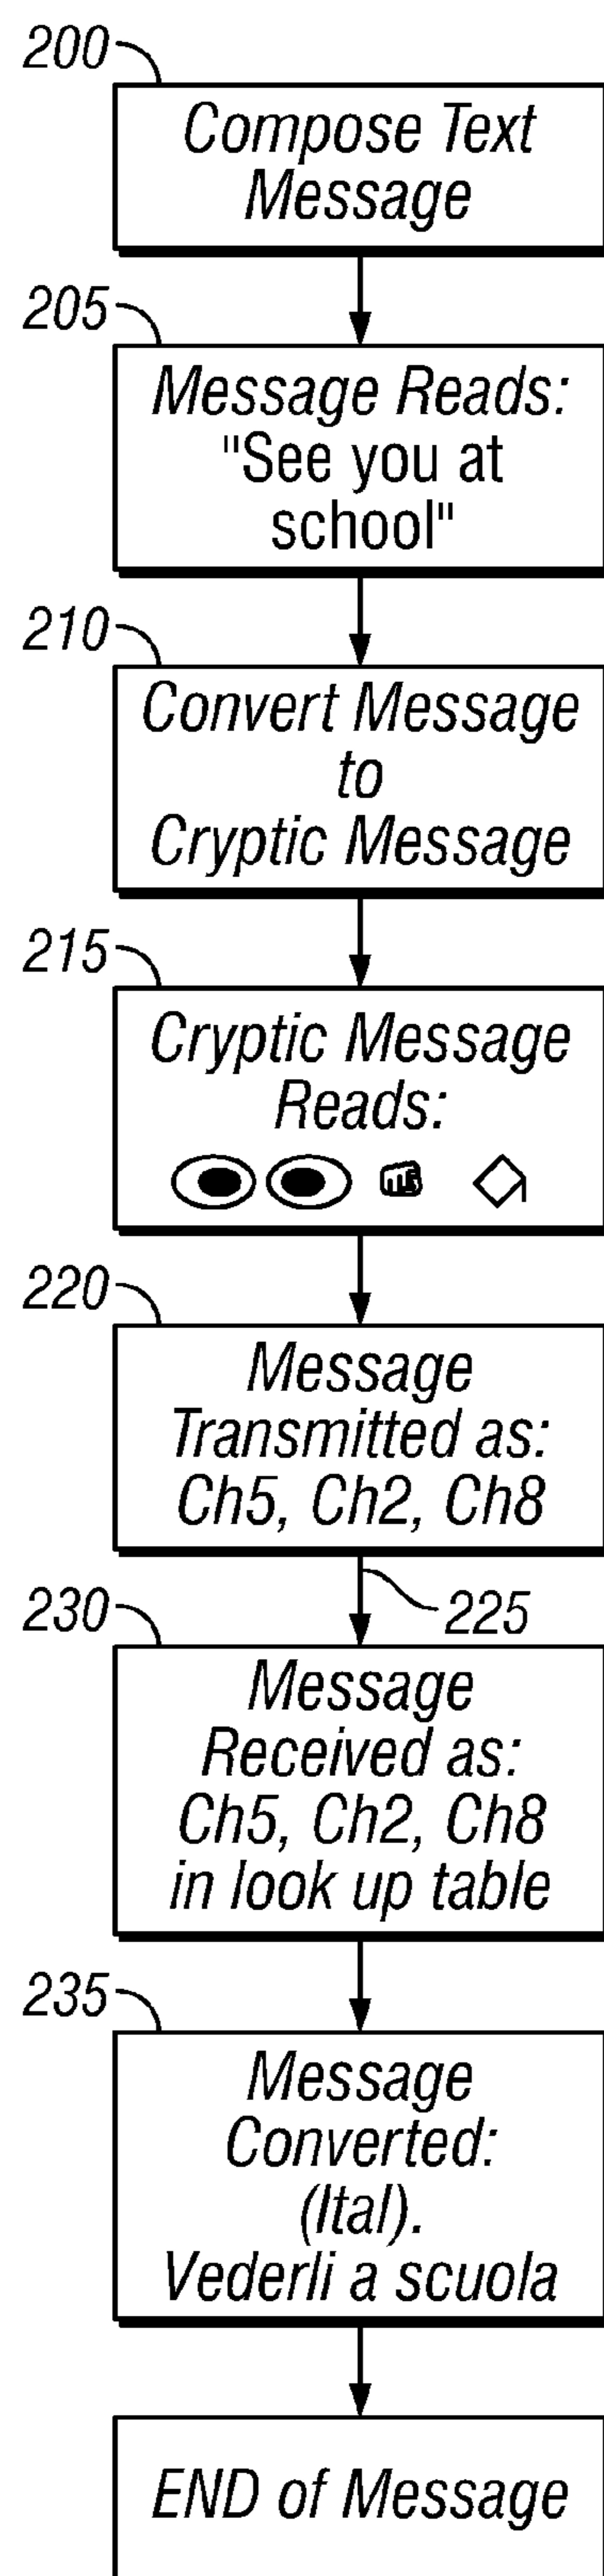 200
Compose Text
Message
205
Message Reads:
"See you at
school"
210
Convert Message
to
Cryptic Message
215
Cryptic Message
Reads:
220
Message
Transmitted as:
Ch5, Ch2, Ch8
225
230
Message
Received as:
Ch5, Ch2, Ch8
in look up table
235
Message
Converted:
(Ital).
Vederli a scuola
END of Message